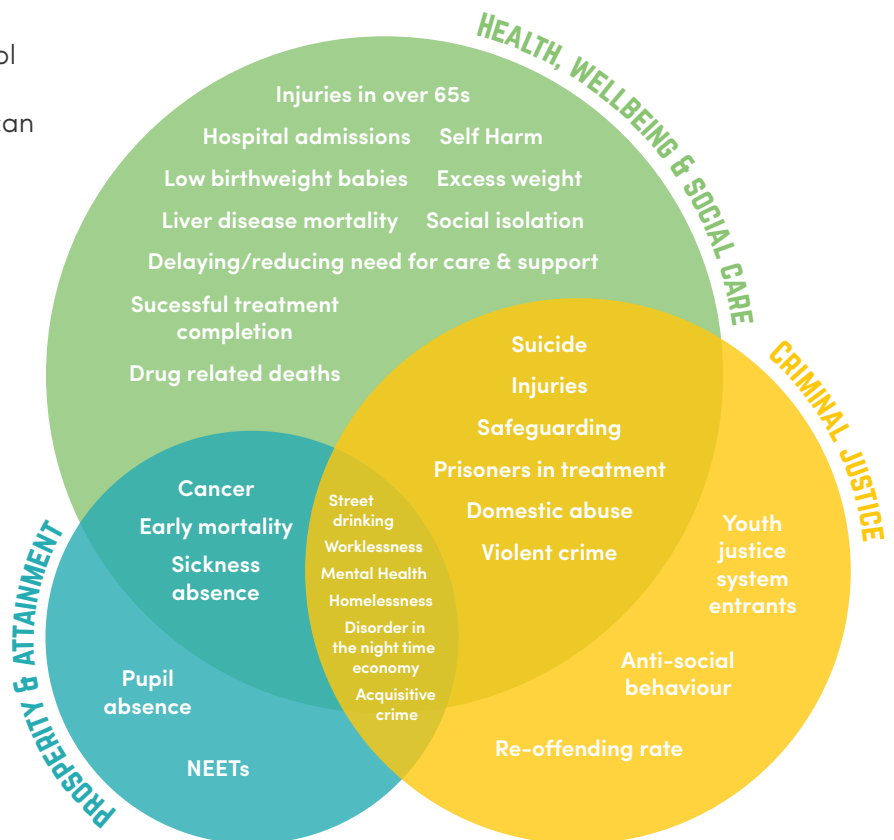 ol
can
HEALTH, WELLBEING & SOCIAL CARE
Injuries in over 65s
Hospital admissions Self Harm
Low birthweight babies Excess weight
Liver disease mortality Social isolation
Delaying/reducing need for care & support
Sucessful treatment
completion
Drug related deaths
CRIMINAL JUSTICE
Suicide
Injuries
Safeguarding
Prisoners in treatment
Domestic abuse
Violent crime
Youth
justice
system
entrants
Anti-social
behaviour
Re-offending rate
PROSPERITY & ATTAINMENT
Cancer
Early mortality
Sickness
absence
Pupil
absence
NEETs
Street
drinking
Worklessness
Mental Health
Homelessness
Disorder in
the night time
economy
Acquisitive
crime